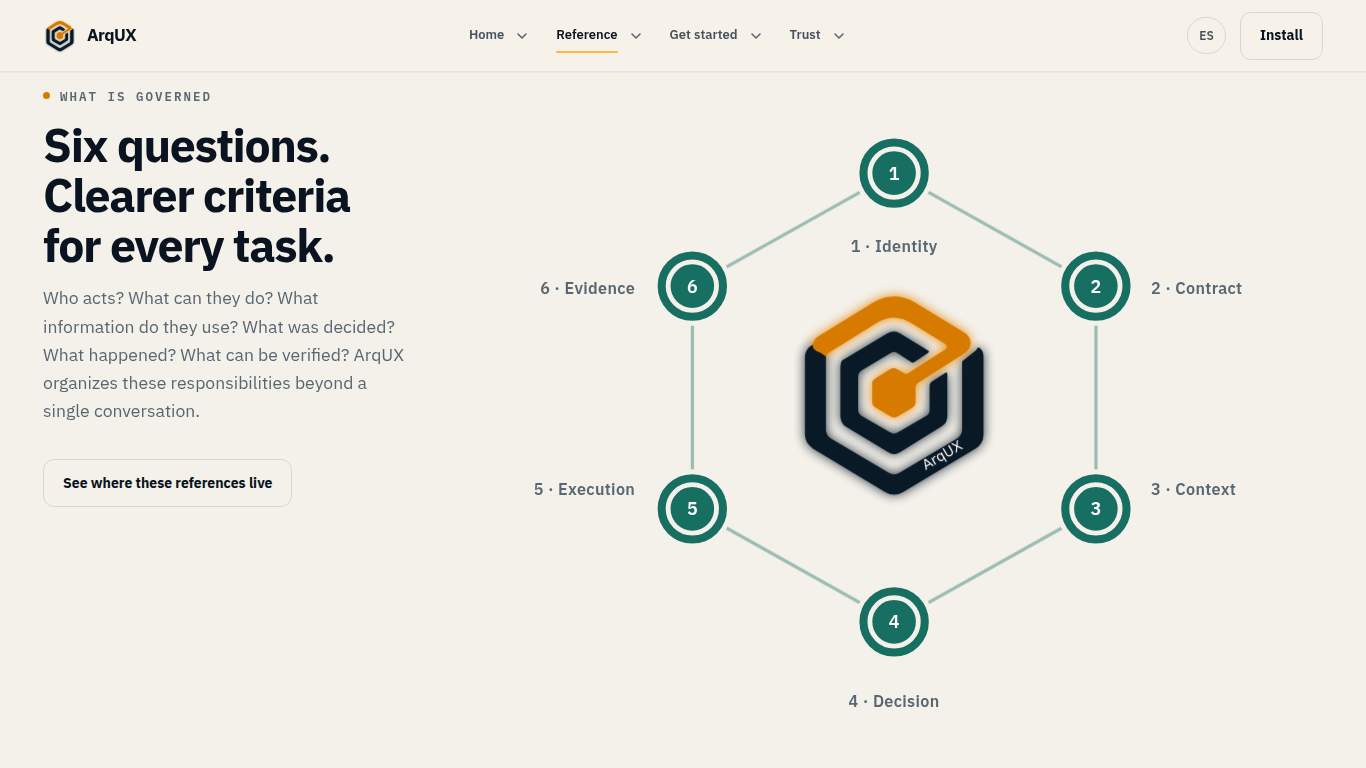 ArqUX
Home
Reference
Get started
Trust
ES
Install
WHAT IS GOVERNED
Six questions.
Clearer criteria
for every task.
Who acts? What can they do? What
information do they use? What was decided?
What happened? What can be verified? ArqUX
organizes these responsibilities beyond a
single conversation.
See where these references live
1
1 · Identity
6 · Evidence
6
2
2 · Contract
ArqUX
5 · Execution
5
3
3 · Context
4
4 · Decision